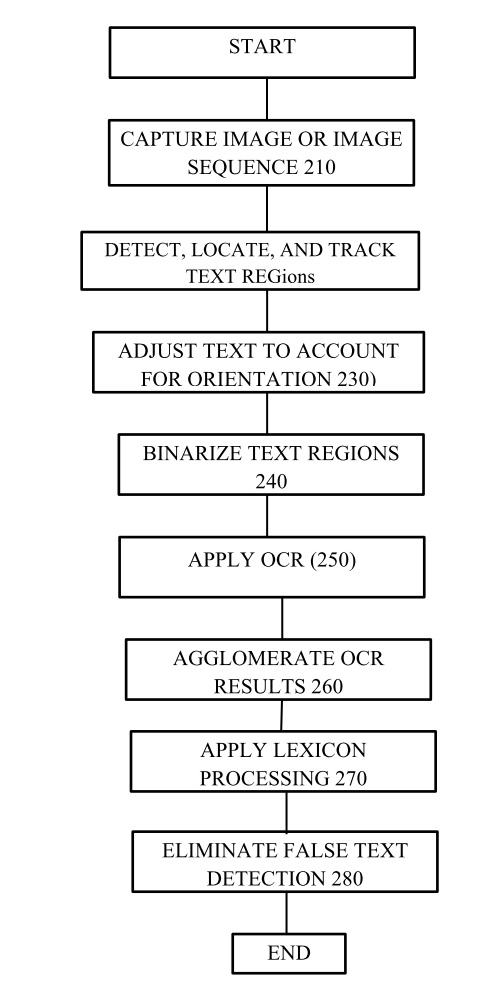 START
CAPTURE IMAGE OR IMAGE
SEQUENCE 210
DETECT, LOCATE, AND TRACK
TEXT REGions
ADJUST TEXT TO ACCOUNT
FOR ORIENTATION 230)
BINARIZE TEXT REGIONS
240
APPLY OCR (250)
AGGLOMERATE OCR
RESULTS 260
APPLY LEXICON
PROCESSING 270
ELIMINATE FALSE TEXT
DETECTION 280
END